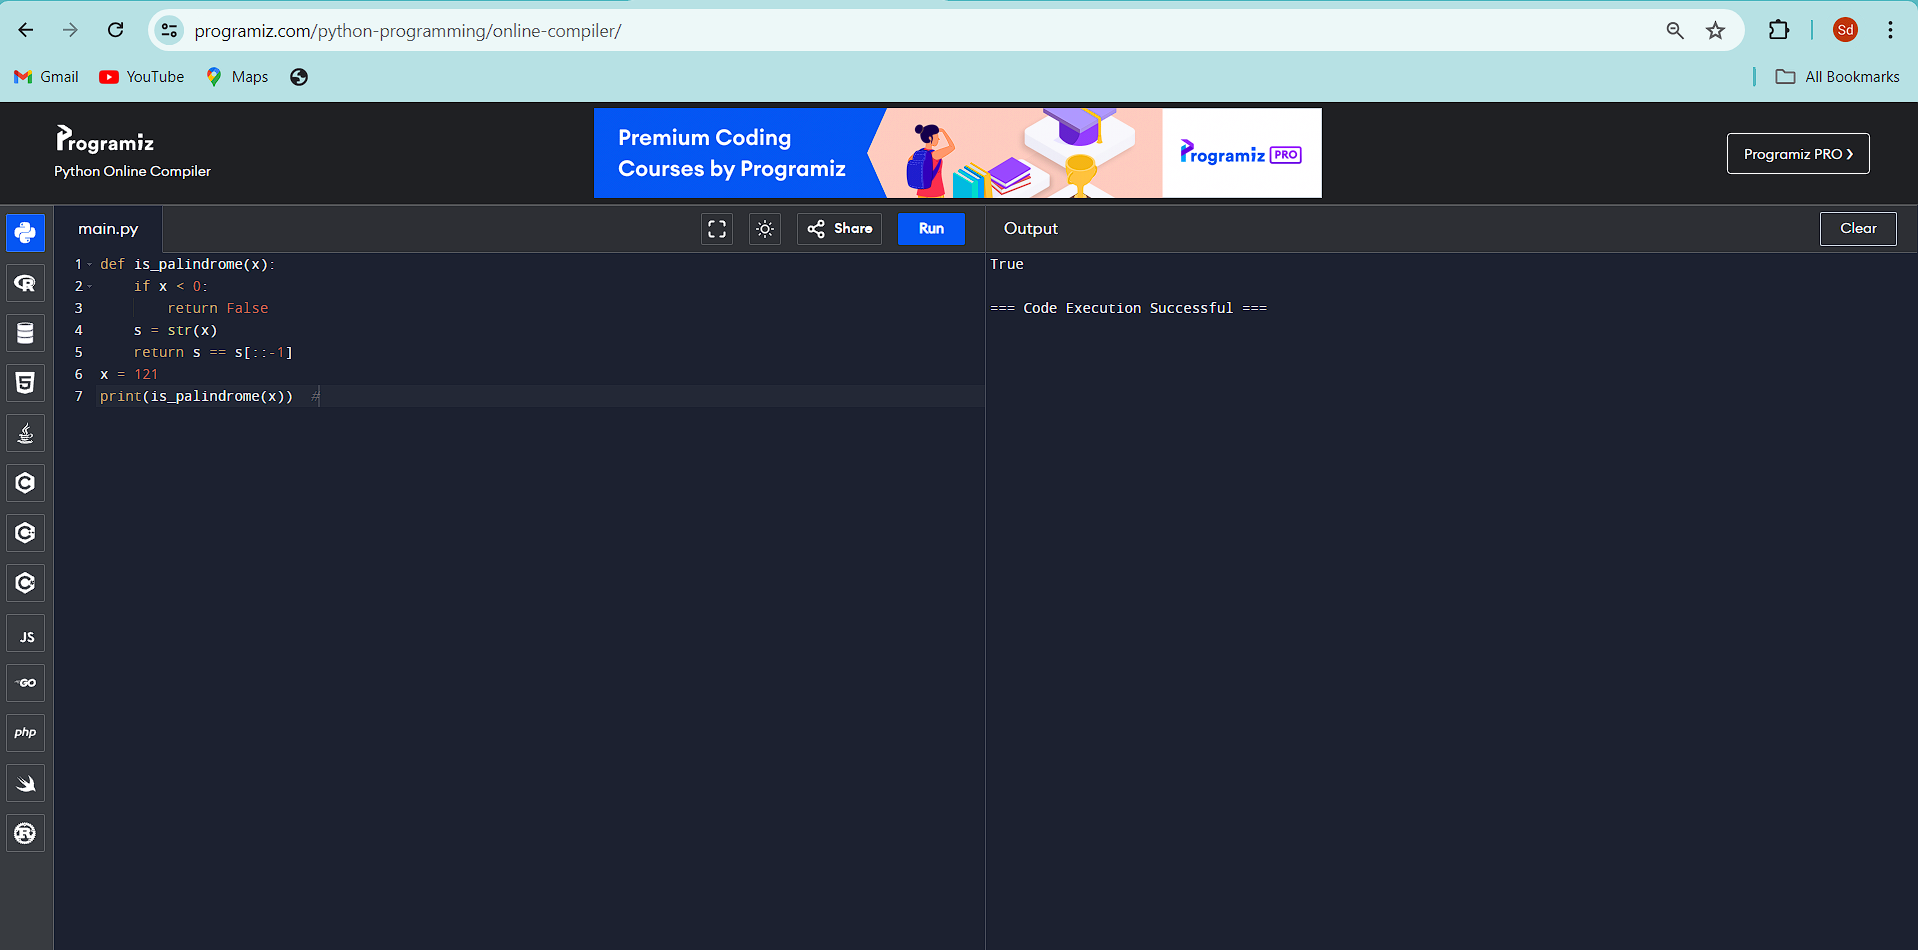 programiz.com/python-programming/online-compiler/
Sd
Gmail YouTube Maps All Bookmarks
Programiz
Python Online Compiler
Premium Coding
Courses by Programiz
Programiz PRO
Programiz PRO
main.py Share Run Output Clear
1 def is_palindrome(x):
2     if x < 0:
3         return False
4     s = str(x)
5     return s == s[::-1]
6 x = 121
7 print(is_palindrome(x))  #
True
=== Code Execution Successful ===
R
5
C
C
C
JS
GO
php
R